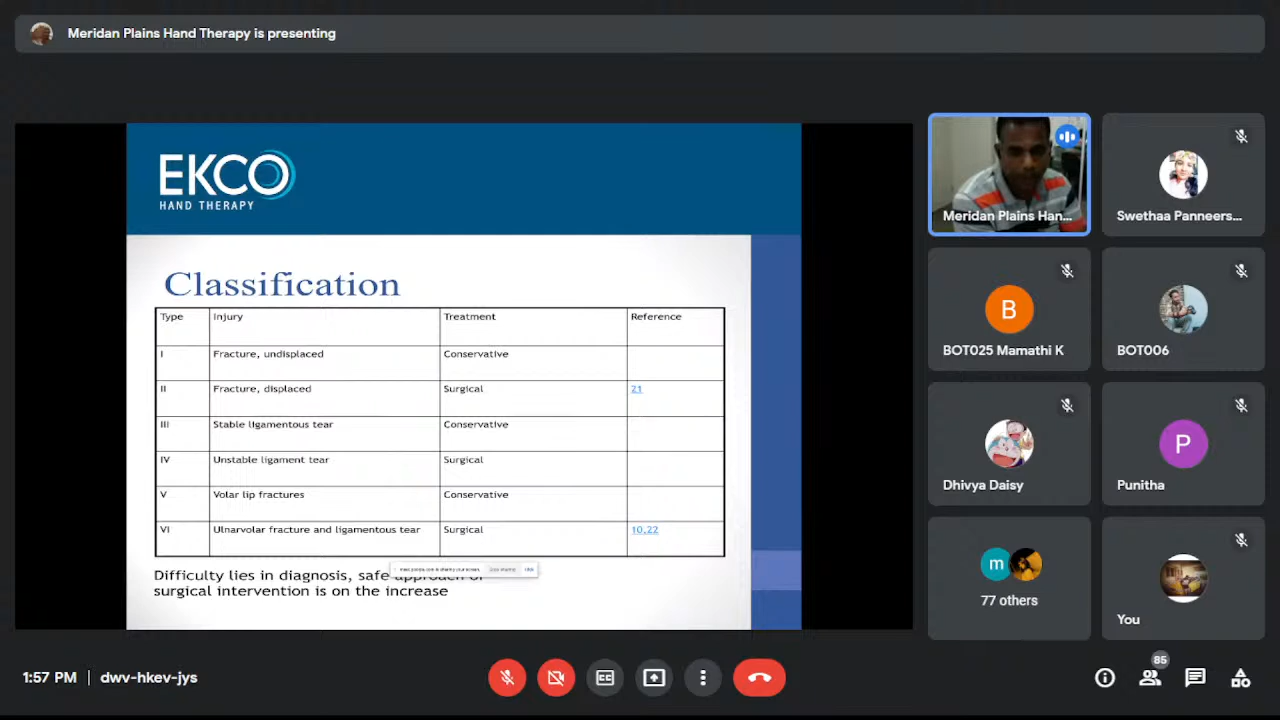 Meridan Plains Hand Therapy is presenting
EKCO
HAND THERAPY
Classification
Type Injury Treatment Reference
I Fracture, undisplaced Conservative
II Fracture, displaced Surgical 21
III Stable ligamentous tear Conservative
IV Unstable ligament tear Surgical
V Volar lip fractures Conservative
VI Ulnarvolar fracture and ligamentous tear Surgical 10,22
Difficulty lies in diagnosis, safe approach of
surgical intervention is on the increase
Meridan Plains Han...
Swethaa Panneers...
B
BOT025 Mamathi K
BOT006
Dhivya Daisy
P
Punitha
m
77 others
You
1:57 PM | dwv-hkev-jys
85